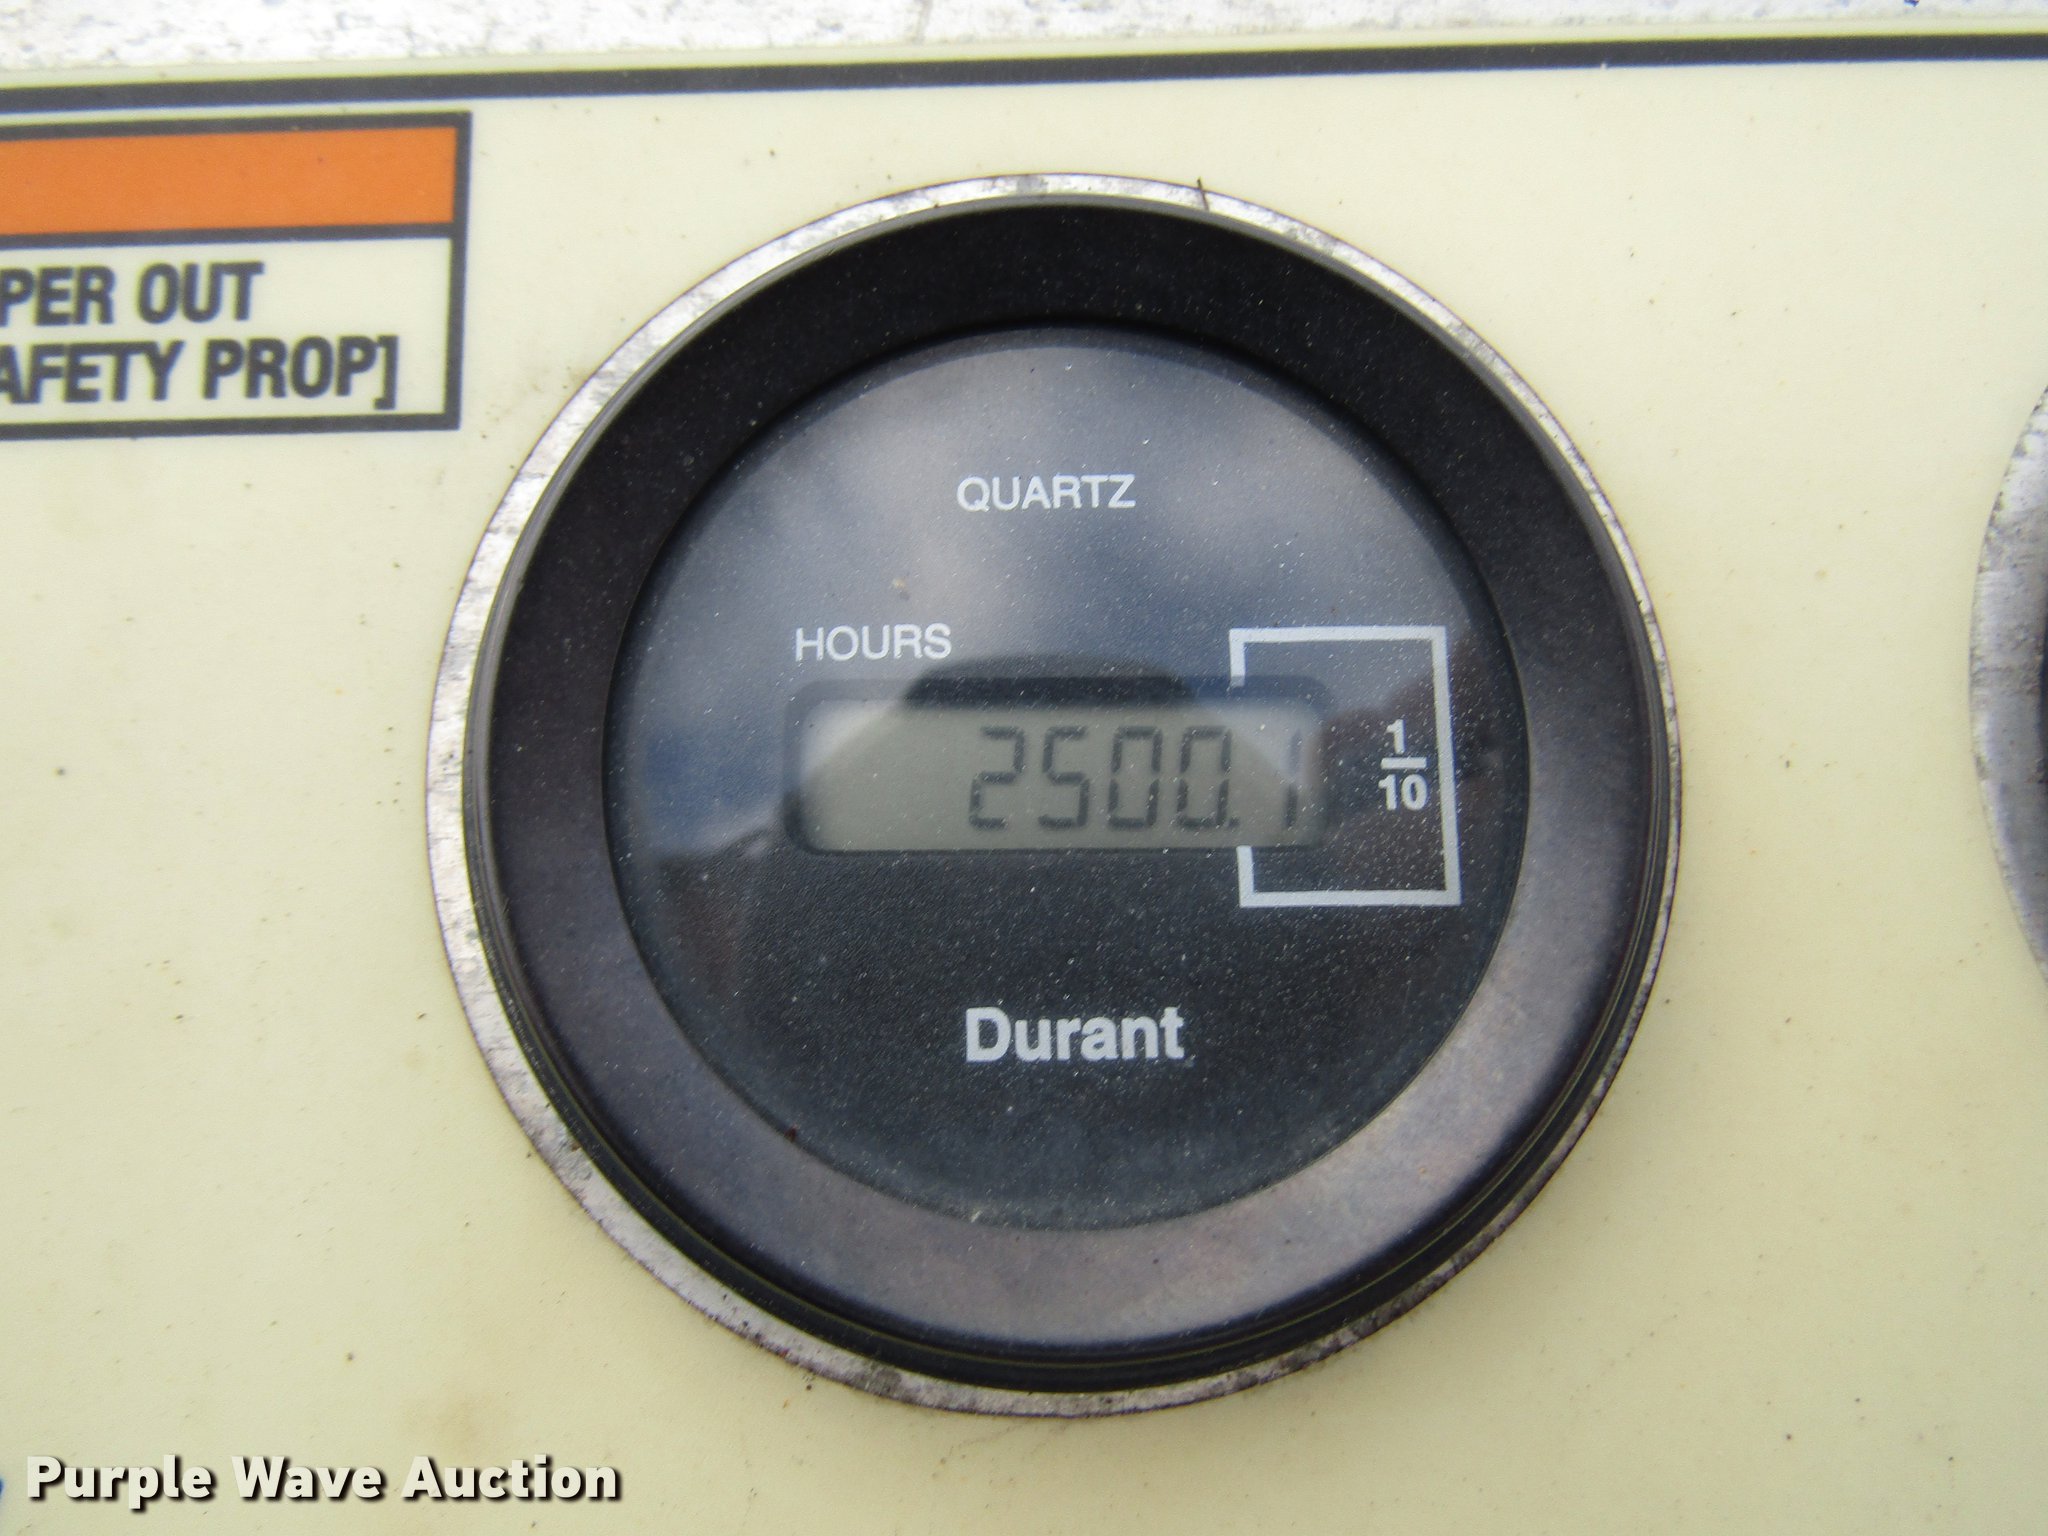 PER OUT
AFETY PROP]
QUARTZ
HOURS
2500.1
1
10
Durant
Purple Wave Auction